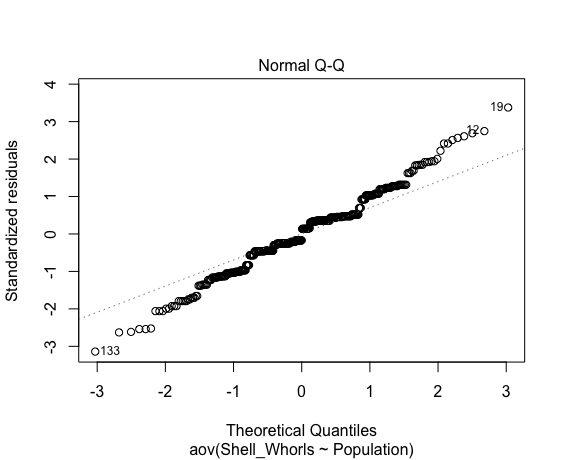 Normal Q-Q
Standardized residuals
4
3
2
1
0
-1
-2
-3
19
12
133
-3 -2 -1 0 1 2 3
Theoretical Quantiles
aov(Shell_Whorls ~ Population)